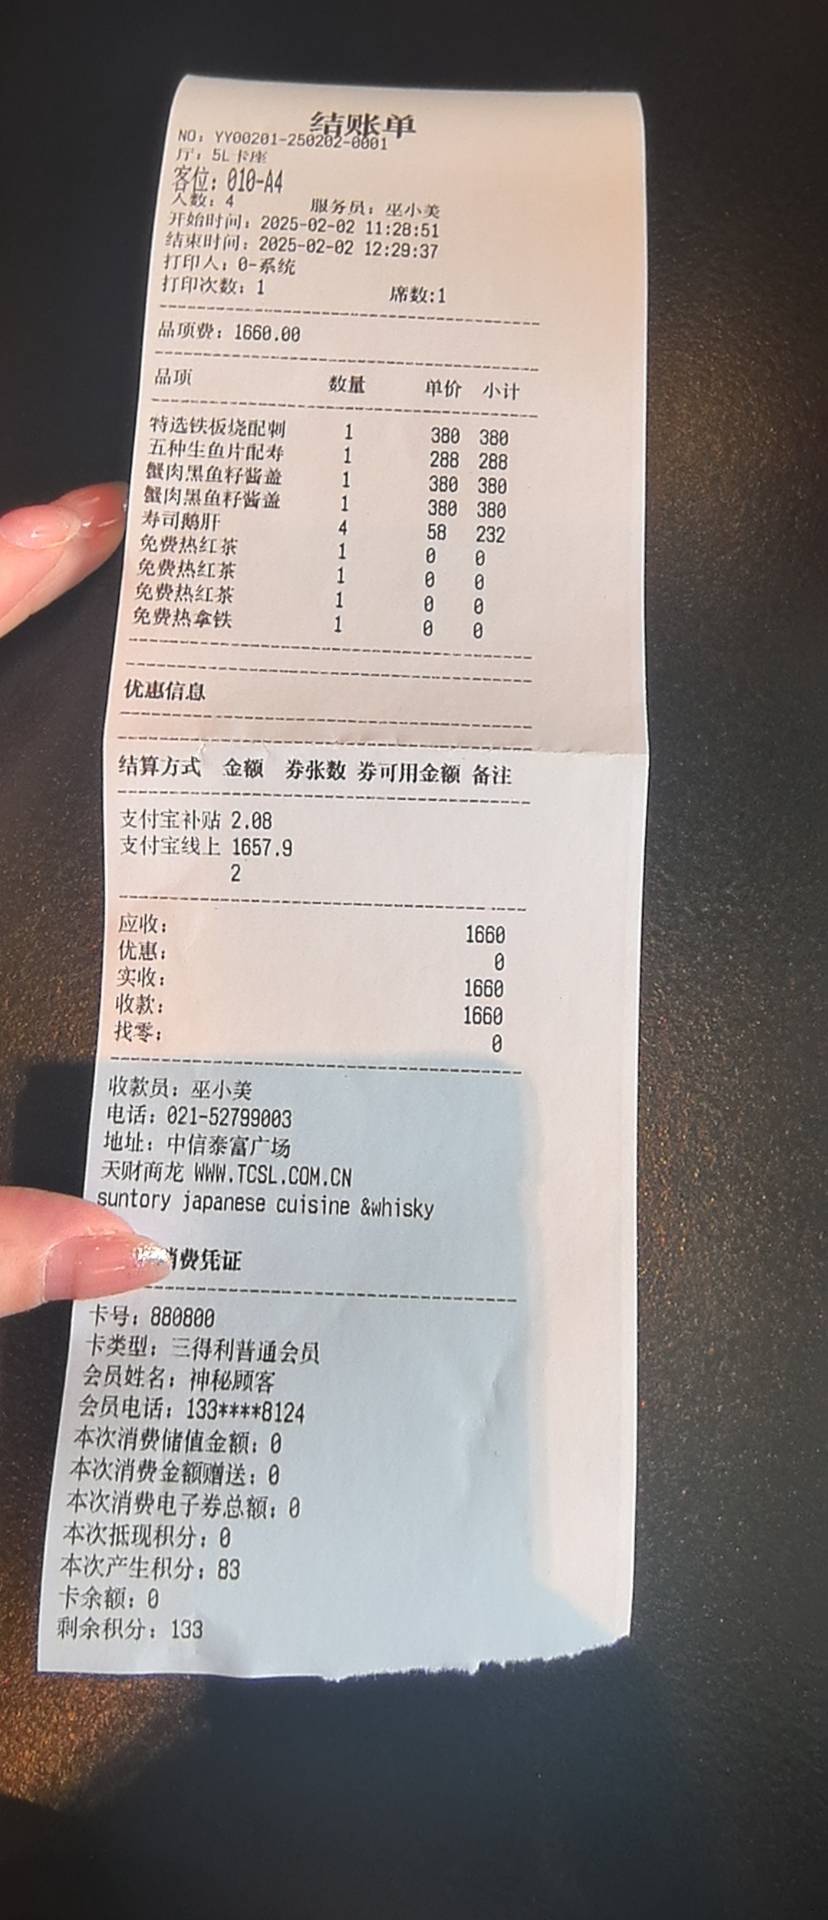 结账单
NO: YY00201-250202-0001
厅: 5L卡座
客位: 010-A4
人数: 4 服务员: 巫小美
开始时间: 2025-02-02 11:28:51
结束时间: 2025-02-02 12:29:37
打印人: 0-系统
打印次数: 1 席数:1
品项费: 1660.00
品项 数量 单价 小计
特选铁板烧配刺 1 380 380
五种生鱼片配寿 1 288 288
蟹肉黑鱼籽酱盖 1 380 380
蟹肉黑鱼籽酱盖 1 380 380
寿司鹅肝 4 58 232
免费热红茶 1 0 0
免费热红茶 1 0 0
免费热红茶 1 0 0
免费热拿铁 1 0 0
优惠信息
结算方式 金额 券张数 券可用金额 备注
支付宝补贴 2.08
支付宝线上 1657.9
2
应收: 1660
优惠: 0
实收: 1660
收款: 1660
找零: 0
收款员: 巫小美
电话: 021-52799003
地址: 中信泰富广场
天财商龙 WWW.TCSL.COM.CN
suntory japanese cuisine &whisky
消费凭证
卡号: 880800
卡类型: 三得利普通会员
会员姓名: 神秘顾客
会员电话: 133****8124
本次消费储值金额: 0
本次消费金额赠送: 0
本次消费电子券总额: 0
本次抵现积分: 0
本次产生积分: 83
卡余额: 0
剩余积分: 133